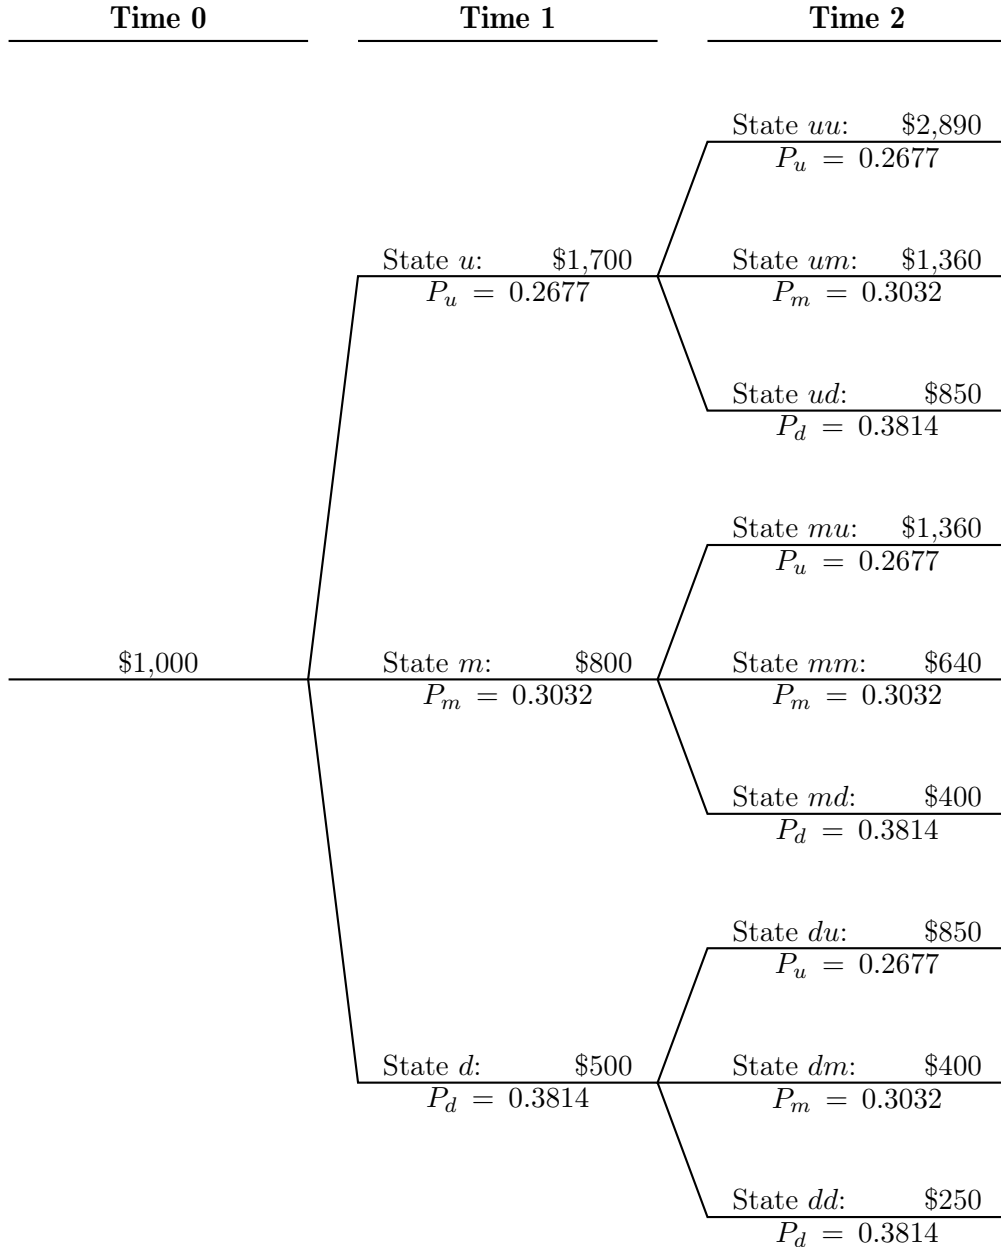 Time 0 Time 1 Time 2
State uu: $2,890
P_u = 0.2677
State u: $1,700 State um: $1,360
P_u = 0.2677 P_m = 0.3032
State ud: $850
P_d = 0.3814
State mu: $1,360
P_u = 0.2677
$1,000 State m: $800 State mm: $640
P_m = 0.3032 P_m = 0.3032
State md: $400
P_d = 0.3814
State du: $850
P_u = 0.2677
State d: $500 State dm: $400
P_d = 0.3814 P_m = 0.3032
State dd: $250
P_d = 0.3814